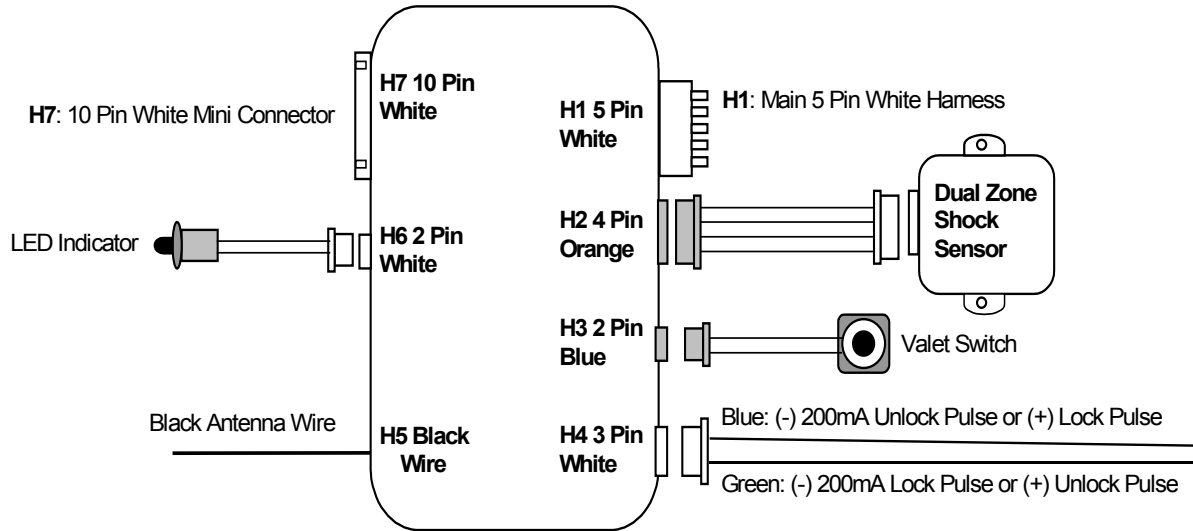 H7: 10 Pin White Mini Connector
H7 10 Pin
White
H1 5 Pin
White
H1: Main 5 Pin White Harness
LED Indicator
H6 2 Pin
White
H2 4 Pin
Orange
Dual Zone
Shock
Sensor
H3 2 Pin
Blue
Valet Switch
Black Antenna Wire
H5 Black
Wire
H4 3 Pin
White
Blue: (-) 200mA Unlock Pulse or (+) Lock Pulse
Green: (-) 200mA Lock Pulse or (+) Unlock Pulse